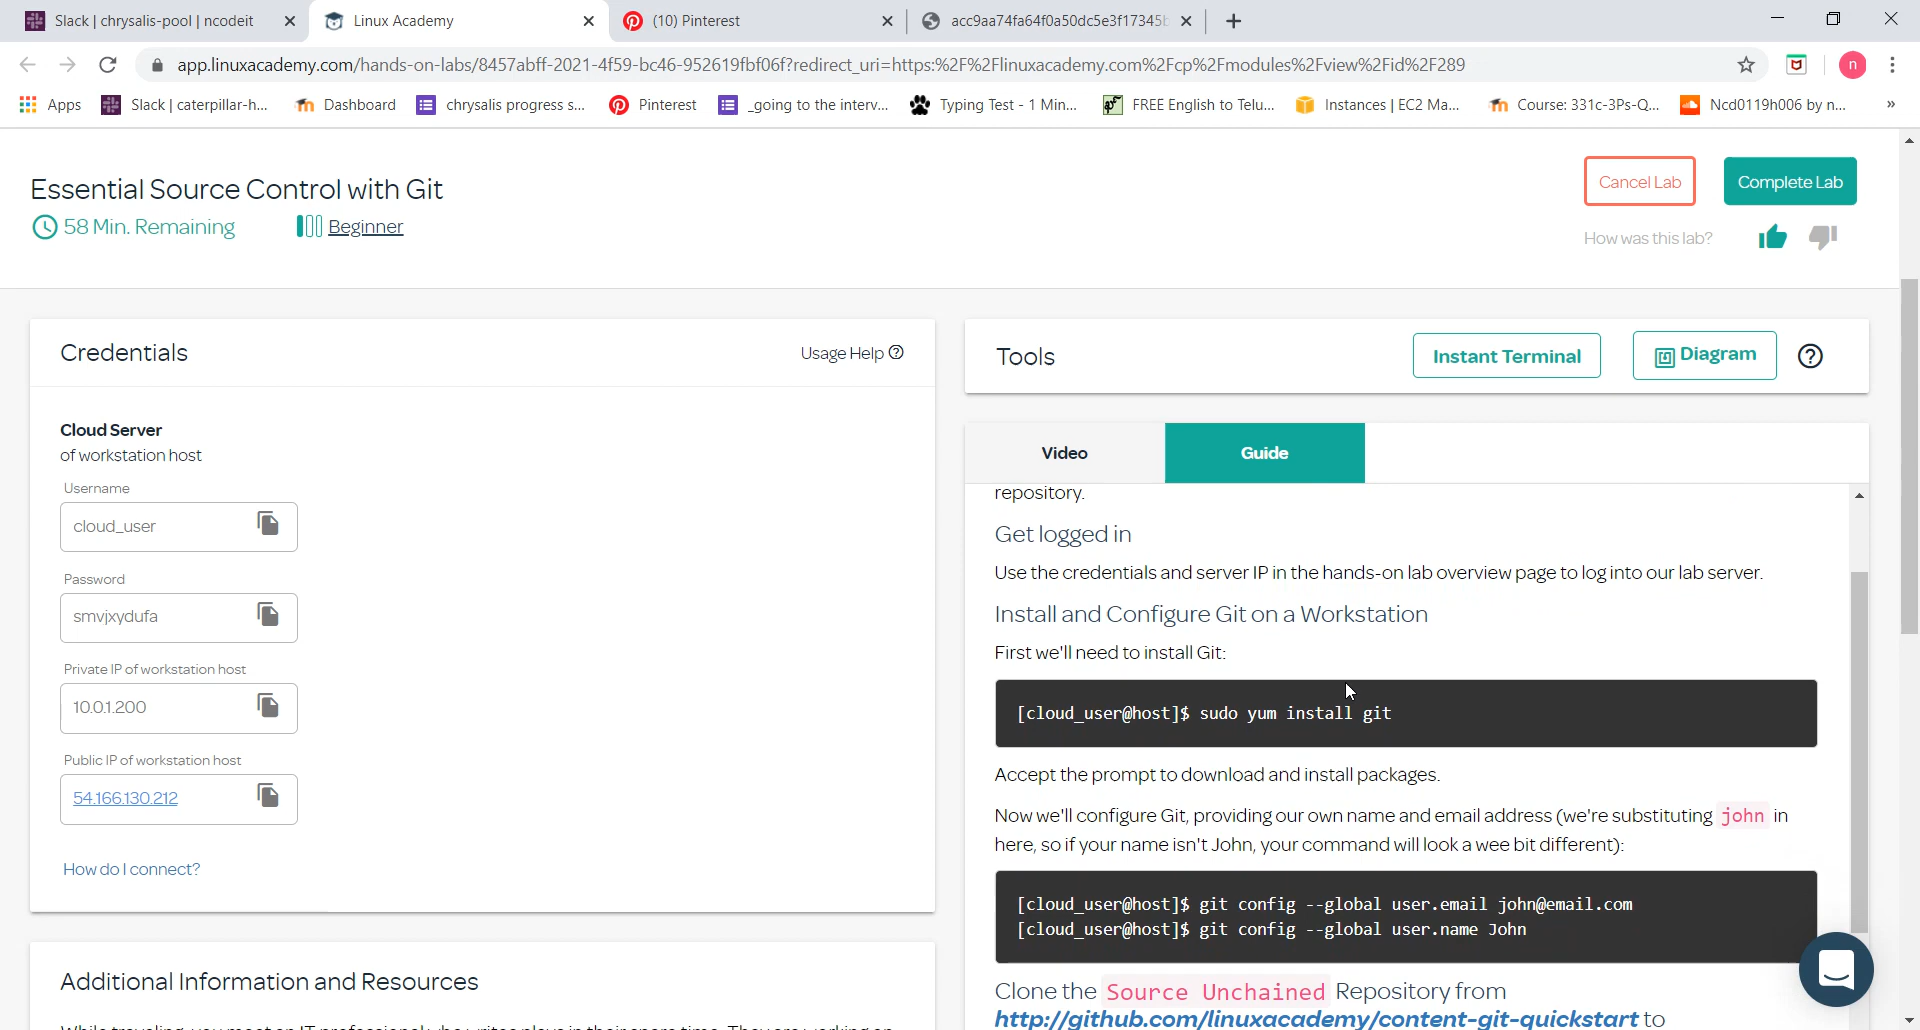 Slack | chrysalis-pool | ncodeit
Linux Academy
(10) Pinterest
acc9aa74fa64f0a50dc5e3f17345
app.linuxacademy.com/hands-on-labs/8457abff-2021-4f59-bc46-952619fbf06f?redirect_uri=https:%2F%2Flinuxacademy.com%2Fcp%2Fmodules%2Fview%2Fid%2F289
n
Apps
Slack | caterpillar-h...
Dashboard
chrysalis progress s...
Pinterest
_going to the interv...
Typing Test - 1 Min...
FREE English to Telu...
Instances | EC2 Ma...
Course: 331c-3Ps-Q...
Ncd0119h006 by n...
»
Essential Source Control with Git
58 Min. Remaining
Beginner
Cancel Lab
Complete Lab
How was this lab?
Credentials
Usage Help
Cloud Server
of workstation host
Username
cloud_user
Password
smvjxydufa
Private IP of workstation host
10.0.1.200
Public IP of workstation host
54.166.130.212
How do I connect?
Additional Information and Resources
Tools
Instant Terminal
Diagram
Video
Guide
repository.
Get logged in
Use the credentials and server IP in the hands-on lab overview page to log into our lab server.
Install and Configure Git on a Workstation
First we'll need to install Git:
[cloud_user@host]$ sudo yum install git
Accept the prompt to download and install packages.
Now we'll configure Git, providing our own name and email address (we're substituting john in
here, so if your name isn't John, your command will look a wee bit different):
[cloud_user@host]$ git config --global user.email john@email.com
[cloud_user@host]$ git config --global user.name John
Clone the Source Unchained Repository from
http://github.com/linuxacademy/content-git-quickstart to